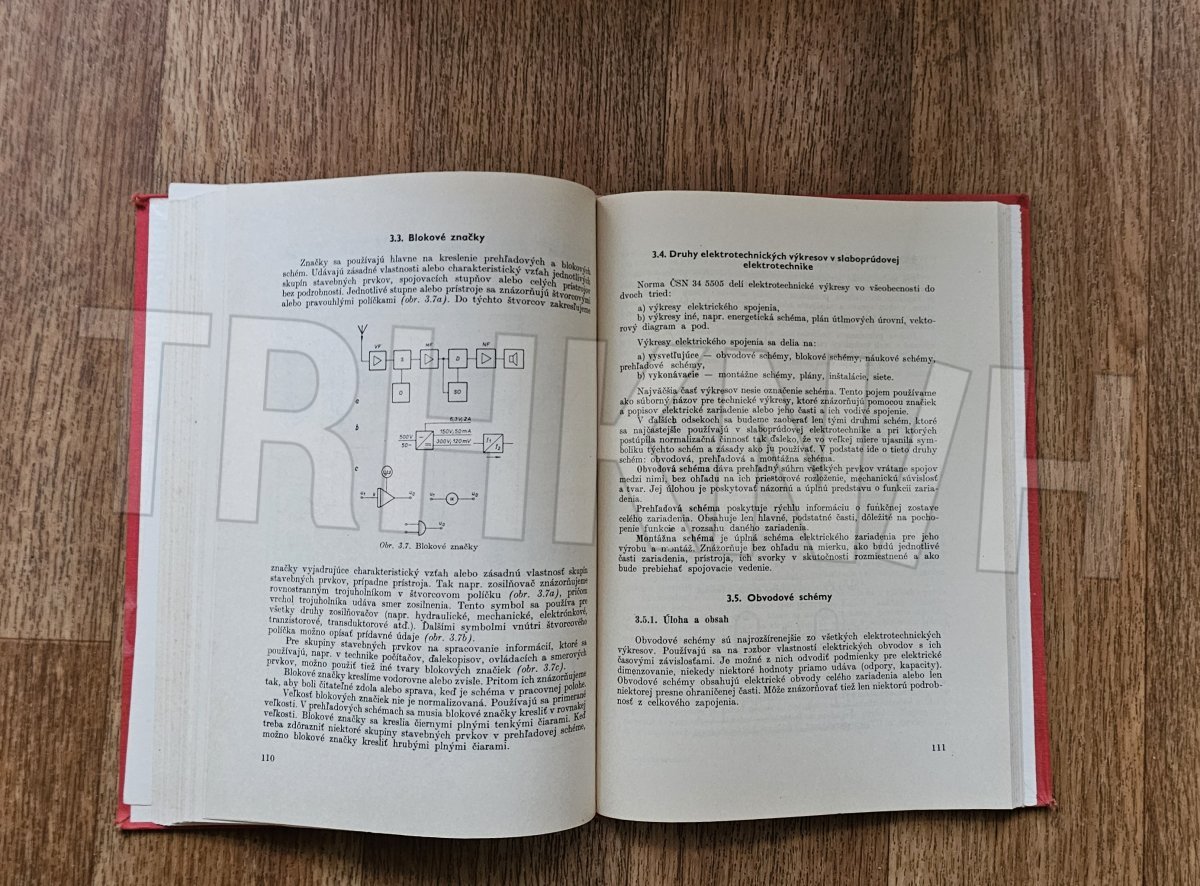 3.3. Blokové značky
Značky sa používajú hlavne na kreslenie prehľadových a blokových
schém. Udávajú zásadné vlastnosti alebo charakteristický vzťah jednotlivých
skupín stavebných prvkov, spojovacích stupňov alebo celých prístrojov
bez podrobností. Jednotlivé stupne alebo prístroje sa znázorňujú štvorcovými
alebo pravouhlými políčkami (obr. 3.7a). Do týchto štvorcov zakresľujeme
VF
MF
NF
S
D
O
SO
a
b
6,3V; 2A
150V; 50mA
300V; 120mV
500V
50~
f1
f2
c
Obr. 3.7. Blokové značky
značky vyjadrujúce charakteristický vzťah alebo zásadnú vlastnosť skupín
stavebných prvkov, prípadne prístroja. Tak napr. zosilňovač znázorňujeme
rovnostranným trojuholníkom v štvorcovom políčku (obr. 3.7a), pričom
vrchol trojuholníka udáva smer zosilnenia. Tento symbol sa používa pre
všetky druhy zosilňovačov (napr. hydraulické, mechanické, elektrónkové,
tranzistorové, transduktorové atď.). Ďalšími symbolmi vnútri štvorcového
políčka možno opísať prídavné údaje (obr. 3.7b).
Pre skupiny stavebných prvkov na spracovanie informácií, ktoré sa
používajú, napr. v technike počítačov, ďalekopisov, ovládacích a smerových
prvkov, možno použiť tiež iné tvary blokových značiek (obr. 3.7c).
Blokové značky kreslíme vodorovne alebo zvisle. Pritom ich znázorňujeme
tak, aby boli čitateľné zdola alebo sprava, keď je schéma v pracovnej polohe.
Veľkosť blokových značiek nie je normalizovaná. Používajú sa primerané
veľkosti. V prehľadových schémach sa musia blokové značky kresliť v rovnakej
veľkosti. Blokové značky sa kreslia čiernymi plnými tenkými čiarami. Keď
treba zdôrazniť niektoré skupiny stavebných prvkov v prehľadovej schéme,
možno blokové značky kresliť hrubými plnými čiarami.
110
3.4. Druhy elektrotechnických výkresov v slaboprúdovej
elektrotechnike
Norma ČSN 34 5505 delí elektrotechnické výkresy vo všeobecnosti do
dvoch tried:
a) výkresy elektrického spojenia,
b) výkresy iné, napr. energetická schéma, plán útlmových úrovní, vekto-
rový diagram a pod.
Výkresy elektrického spojenia sa delia na:
a) vysvetľujúce — obvodové schémy, blokové schémy, náukové schémy,
prehľadové schémy,
b) vykonávacie — montážne schémy, plány, inštalácie, siete.
Najväčšia časť výkresov nesie označenie schéma. Tento pojem používame
ako súborný názov pre technické výkresy, ktoré znázorňujú pomocou značiek
a popisov elektrické zariadenie alebo jeho časti a ich vodivé spojenie.
V ďalších odsekoch sa budeme zaoberať len tými druhmi schém, ktoré
sa najčastejšie používajú v slaboprúdovej elektrotechnike a pri ktorých
postúpila normalizačná činnosť tak ďaleko, že vo veľkej miere ujasnila sym-
boliku týchto schém a zásady ako ju používať. V podstate ide o tieto druhy
schém: obvodová, prehľadová a montážna schéma.
Obvodová schéma dáva prehľadný súhrn všetkých prvkov vrátane spojov
medzi nimi, bez ohľadu na ich priestorové rozloženie, mechanickú súvislosť
a tvar. Jej úlohou je poskytovať názornú a úplnú predstavu o funkcii zaria-
denia.
Prehľadová schéma poskytuje rýchlu informáciu o funkčnej zostave
celého zariadenia. Obsahuje len hlavné, podstatné časti, dôležité na pocho-
penie funkcie a rozsahu daného zariadenia.
Montážna schéma je úplná schéma elektrického zariadenia pre jeho
výrobu a montáž. Znázorňuje bez ohľadu na mierku, ako budú jednotlivé
časti zariadenia, prístroja, ich svorky v skutočnosti rozmiestnené a ako
bude prebiehať spojovacie vedenie.
3.5. Obvodové schémy
3.5.1. Úloha a obsah
Obvodové schémy sú najrozšírenejšie zo všetkých elektrotechnických
výkresov. Používajú sa na rozbor vlastností elektrických obvodov s ich
časovými závislosťami. Je možné z nich odvodiť podmienky pre elektrické
dimenzovanie, niekedy niektoré hodnoty priamo udáva (odpory, kapacity).
Obvodové schémy obsahujú elektrické obvody celého zariadenia alebo len
niektorej presne ohraničenej časti. Môže znázorňovať tiež len niektorú podrob-
nosť z celkového zapojenia.
111